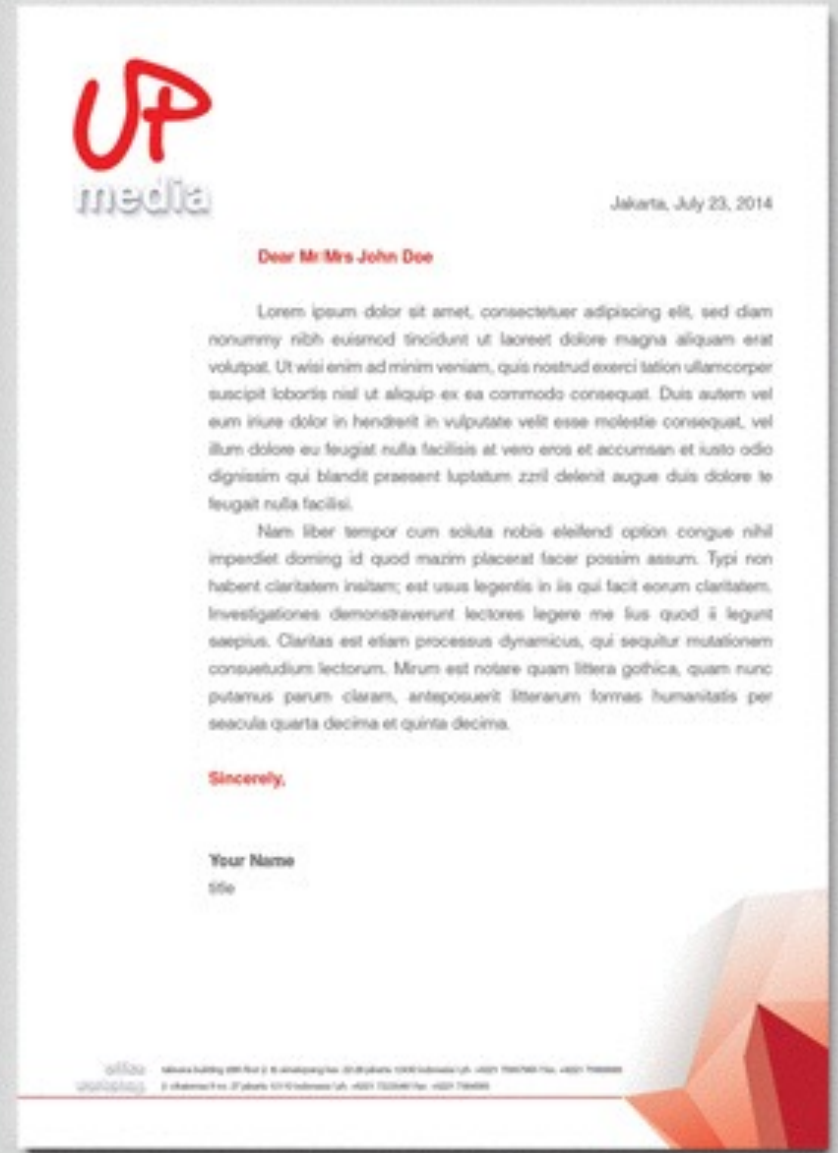 UP
media
Jakarta, July 23, 2014
Dear Mr/Mrs John Doe
Lorem ipsum dolor sit amet, consectetuer adipiscing elit, sed diam
nonummy nibh euismod tincidunt ut laoreet dolore magna aliquam erat
volutpat. Ut wisi enim ad minim veniam, quis nostrud exerci tation ullamcorper
suscipit lobortis nisl ut aliquip ex ea commodo consequat. Duis autem vel
eum iriure dolor in hendrerit in vulputate velit esse molestie consequat, vel
illum dolore eu feugiat nulla facilisis at vero eros et accumsan et iusto odio
dignissim qui blandit praesent luptatum zzril delenit augue duis dolore te
feugait nulla facilisi.
Nam liber tempor cum soluta nobis eleifend option congue nihil
imperdiet doming id quod mazim placerat facer possim assum. Typi non
habent claritatem insitam; est usus legentis in iis qui facit eorum claritatem.
Investigationes demonstraverunt lectores legere me lius quod ii legunt
saepius. Claritas est etiam processus dynamicus, qui sequitur mutationem
consuetudium lectorum. Mirum est notare quam littera gothica, quam nunc
putamus parum claram, anteposuerit litterarum formas humanitatis per
seacula quarta decima et quinta decima.
Sincerely,
Your Name
title
office
workshop